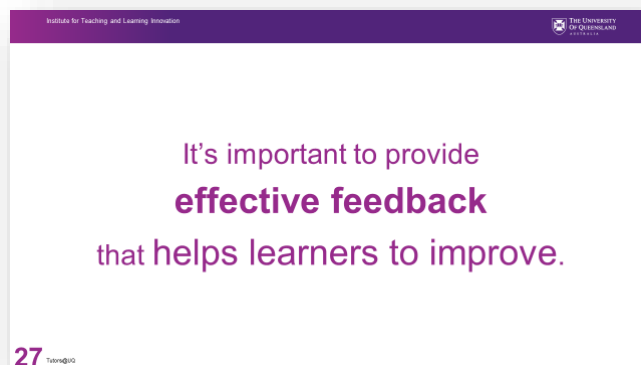 Institute for Teaching and Learning Innovation
THE UNIVERSITY
OF QUEENSLAND
AUSTRALIA
It's important to provide
effective feedback
that helps learners to improve.
27 Tutors@UQ